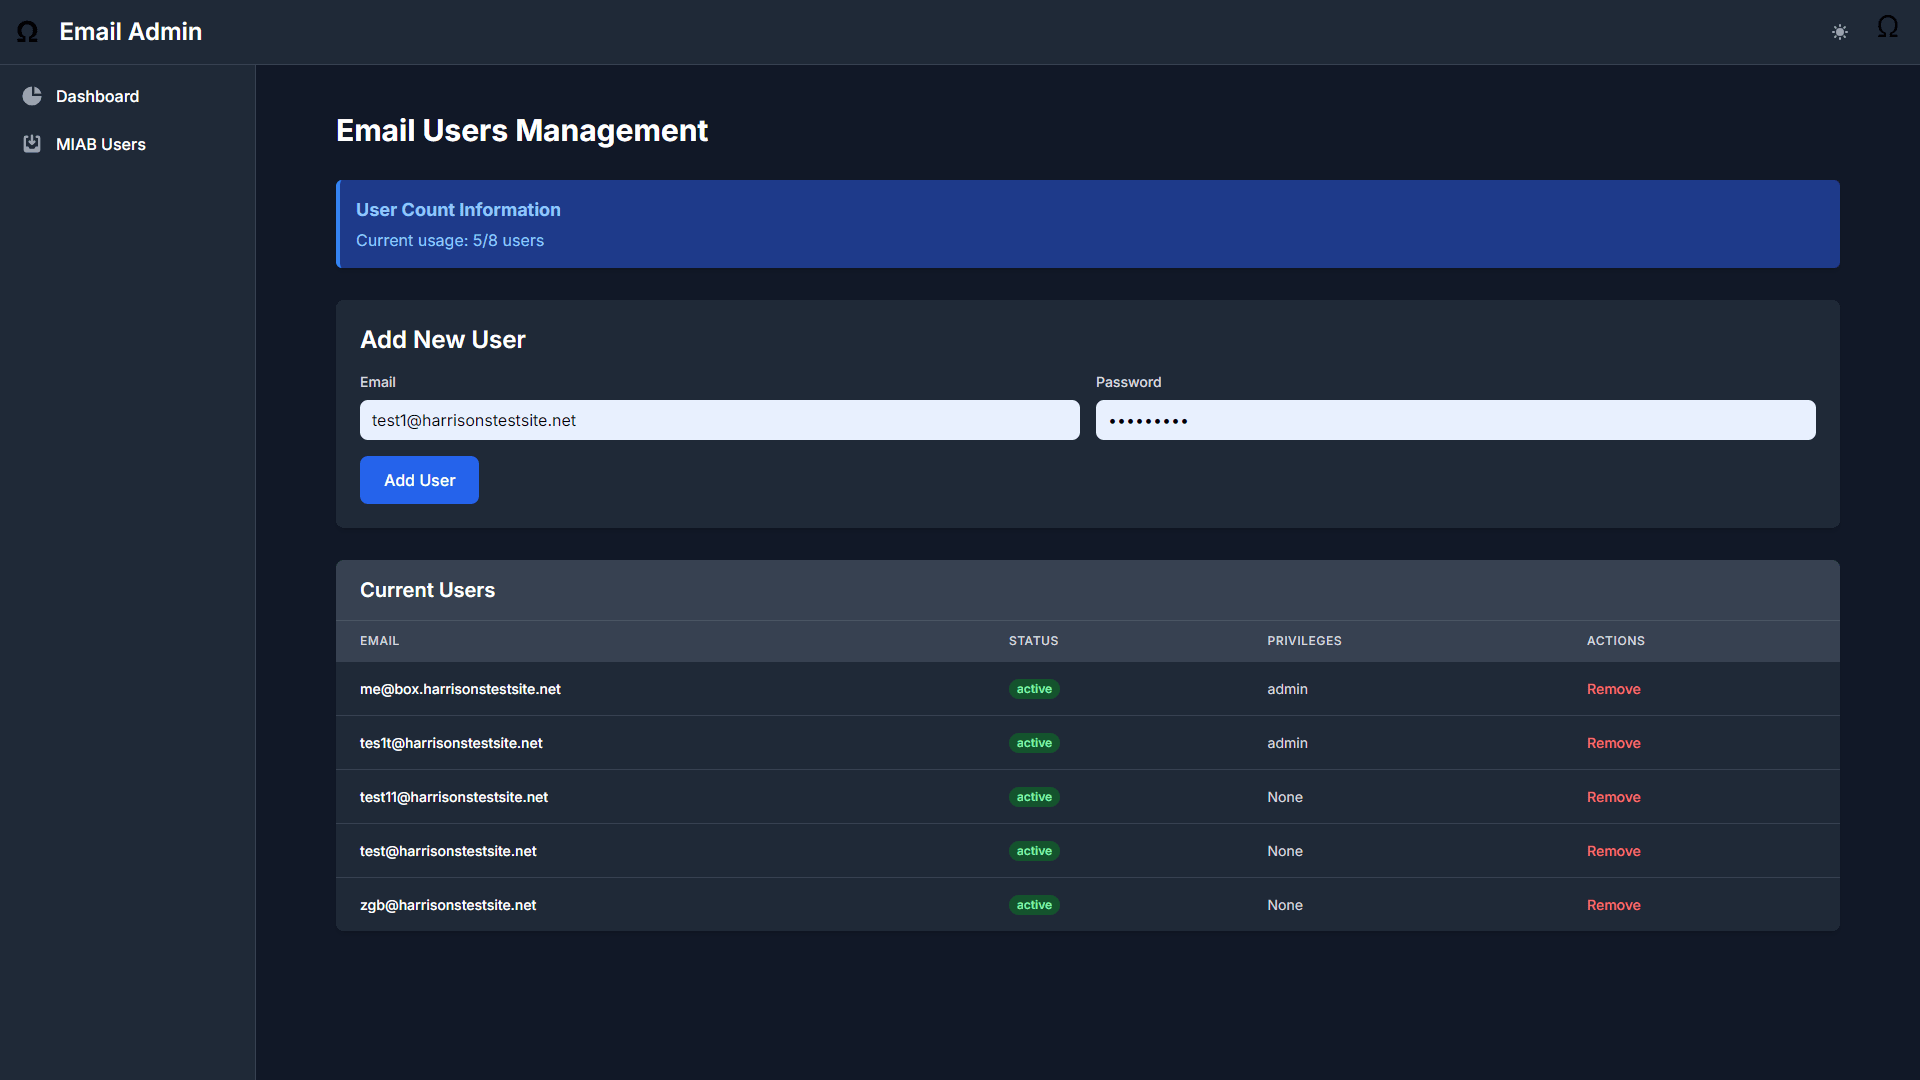 Ω Email Admin Ω
Dashboard
MIAB Users
Email Users Management
User Count Information
Current usage: 5/8 users
Add New User
Email Password
test1@harrisonstestsite.net •••••••••
Add User
Current Users
EMAIL STATUS PRIVILEGES ACTIONS
me@box.harrisonstestsite.net active admin Remove
tes1t@harrisonstestsite.net active admin Remove
test11@harrisonstestsite.net active None Remove
test@harrisonstestsite.net active None Remove
zgb@harrisonstestsite.net active None Remove